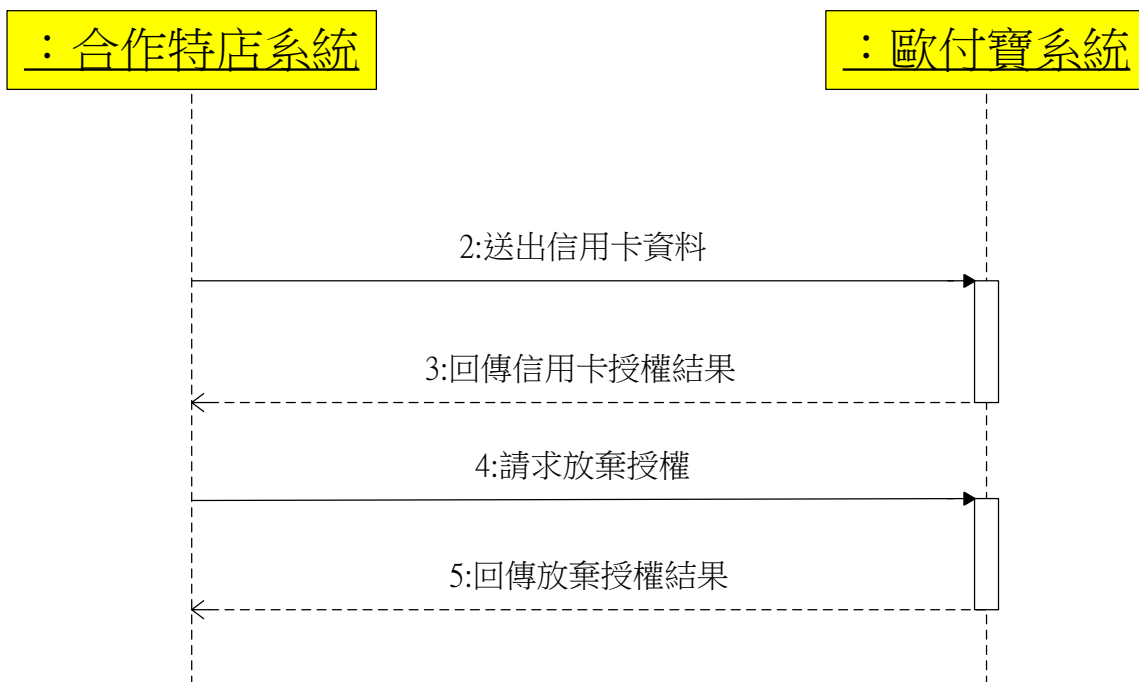 ：合作特店系統
：歐付寶系統
2:送出信用卡資料
3:回傳信用卡授權結果
4:請求放棄授權
5:回傳放棄授權結果